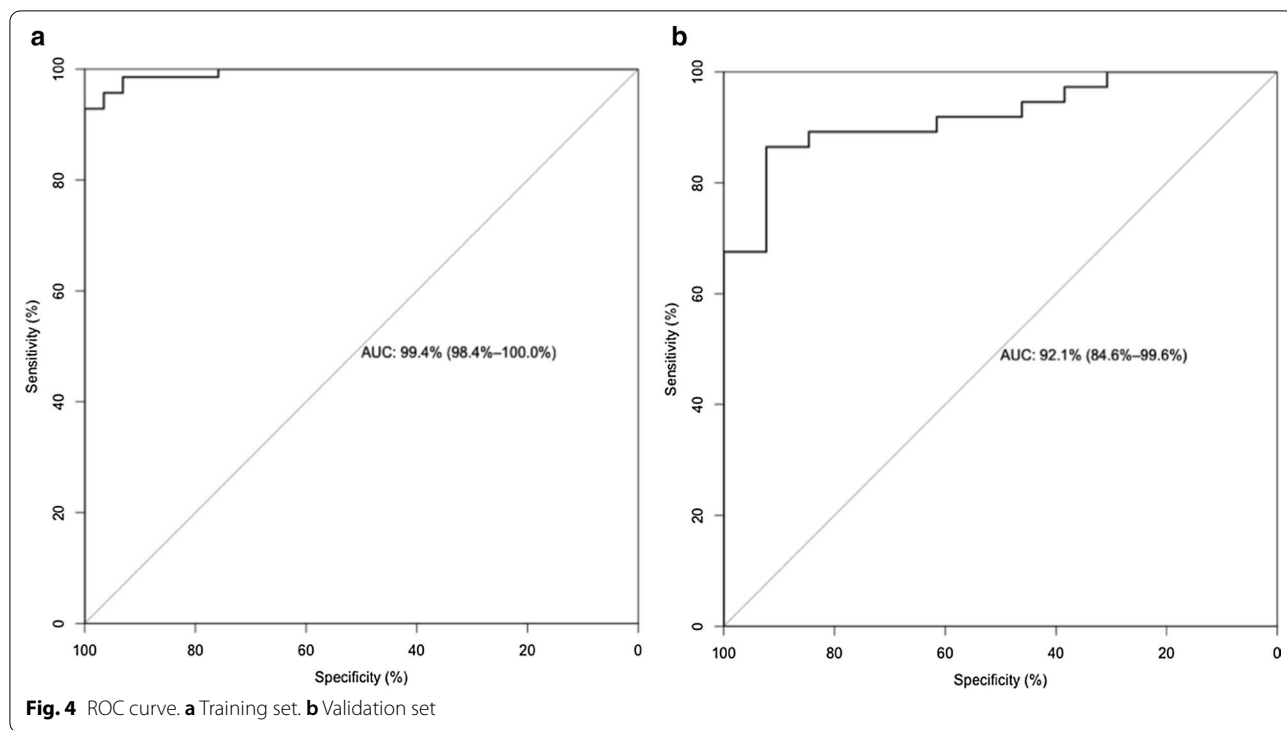 a
100
80
60
40
20
0
Sensitivity (%)
AUC: 99.4% (98.4%–100.0%)
100
80
60
40
20
0
Specificity (%)
b
100
80
60
40
20
0
Sensitivity (%)
AUC: 92.1% (84.6%–99.6%)
100
80
60
40
20
0
Specificity (%)
Fig. 4 ROC curve. a Training set. b Validation set